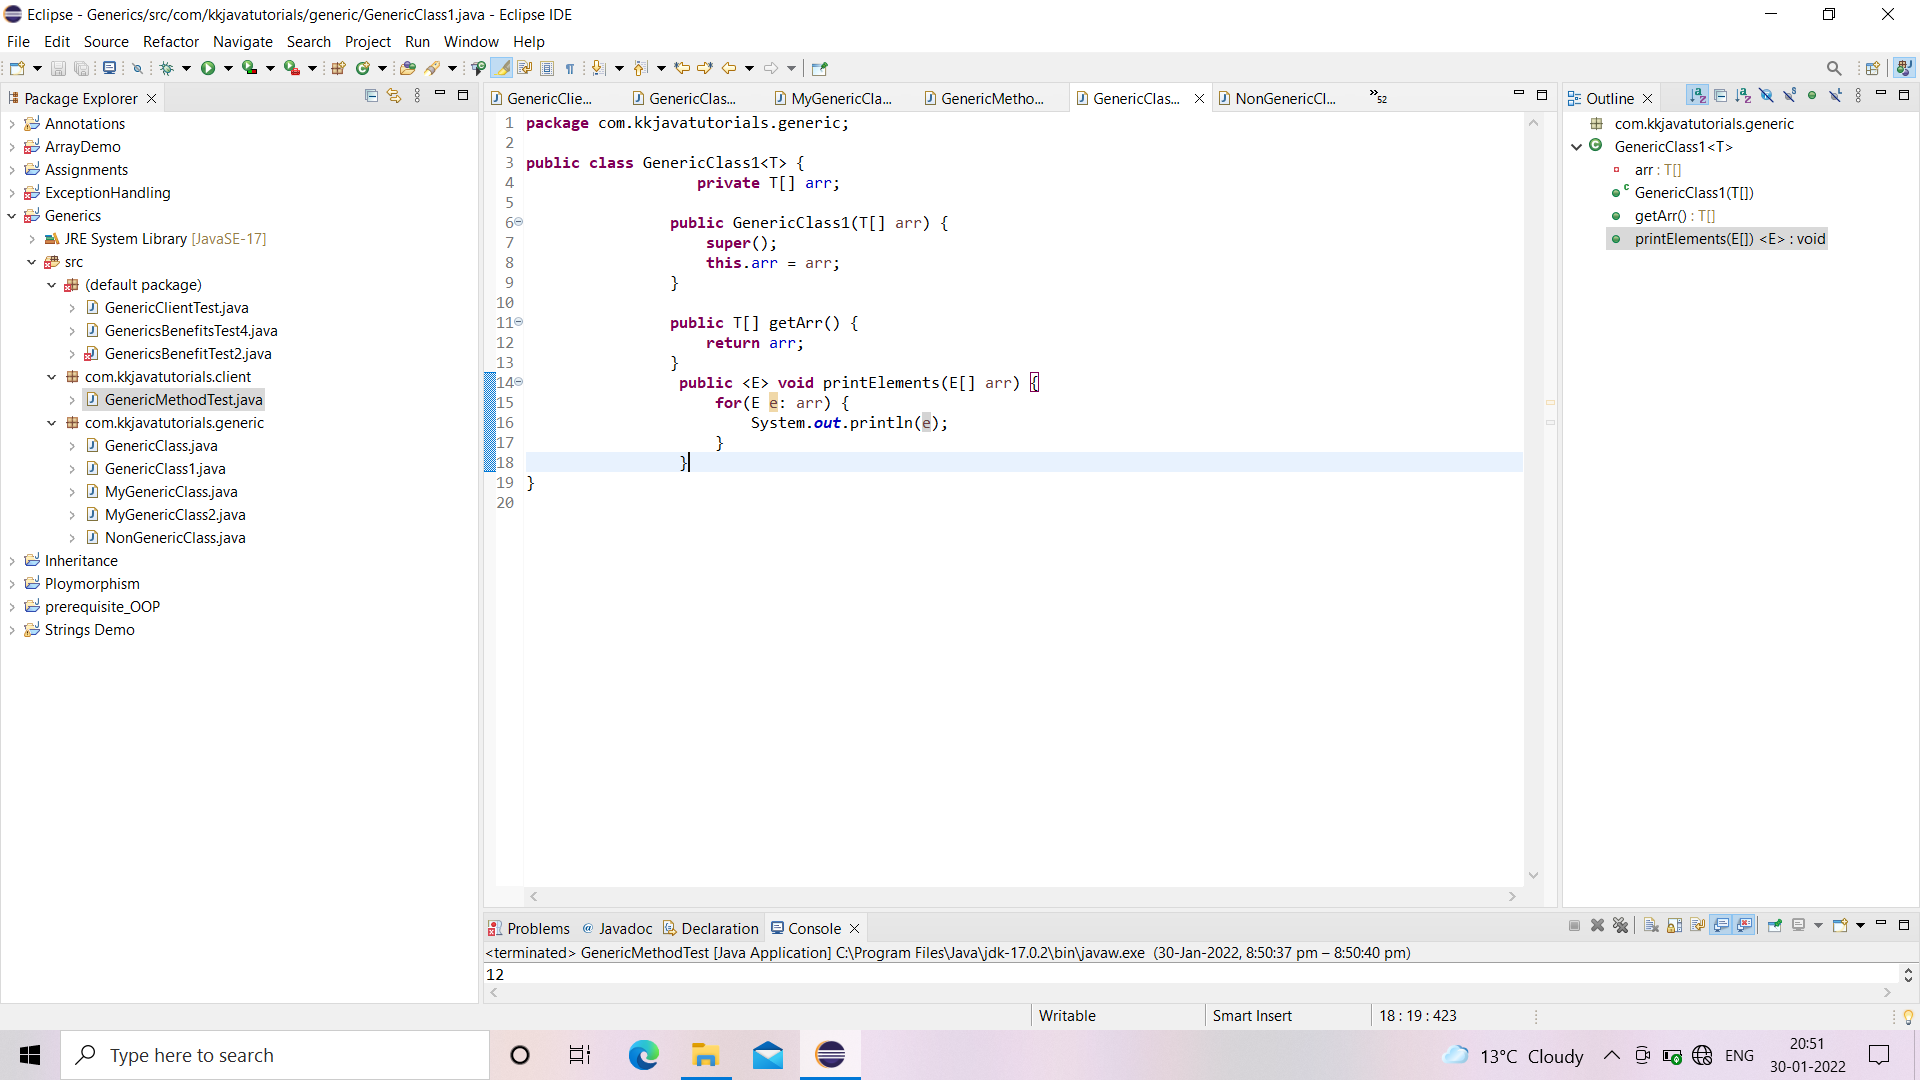 Eclipse - Generics/src/com/kkjavatutorials/generic/GenericClass1.java - Eclipse IDE
File Edit Source Refactor Navigate Search Project Run Window Help
Package Explorer
Annotations
ArrayDemo
Assignments
ExceptionHandling
Generics
JRE System Library [JavaSE-17]
src
(default package)
GenericClientTest.java
GenericsBenefitsTest4.java
GenericsBenefitTest2.java
com.kkjavatutorials.client
GenericMethodTest.java
com.kkjavatutorials.generic
GenericClass.java
GenericClass1.java
MyGenericClass.java
MyGenericClass2.java
NonGenericClass.java
Inheritance
Ploymorphism
prerequisite_OOP
Strings Demo
GenericClie... GenericClas... MyGenericCla... GenericMetho... GenericClas... NonGenericCl... »52
1 package com.kkjavatutorials.generic;
2
3 public class GenericClass1<T> {
4 private T[] arr;
5
6 public GenericClass1(T[] arr) {
7 super();
8 this.arr = arr;
9 }
10
11 public T[] getArr() {
12 return arr;
13 }
14 public <E> void printElements(E[] arr) {
15 for(E e: arr) {
16 System.out.println(e);
17 }
18 }
19 }
20
Outline
com.kkjavatutorials.generic
GenericClass1<T>
arr : T[]
GenericClass1(T[])
getArr() : T[]
printElements(E[]) <E> : void
Problems @ Javadoc Declaration Console
<terminated> GenericMethodTest [Java Application] C:\Program Files\Java\jdk-17.0.2\bin\javaw.exe (30-Jan-2022, 8:50:37 pm – 8:50:40 pm)
12
Writable Smart Insert 18 : 19 : 423
Type here to search
13°C Cloudy
ENG
20:51
30-01-2022